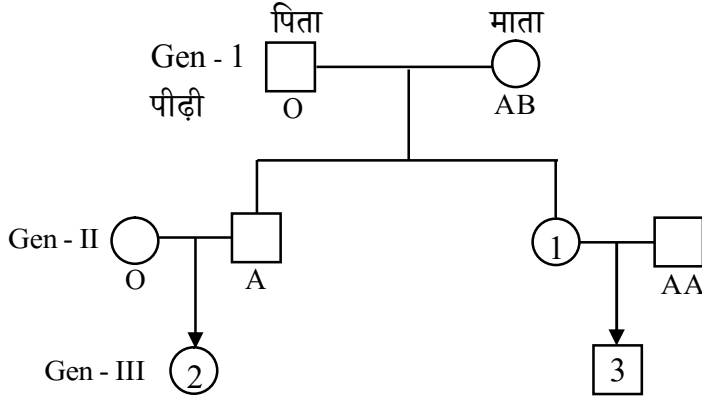 पिता माता
Gen - 1
पीढ़ी O AB
Gen - II 1
O A AA
Gen - III 2 3